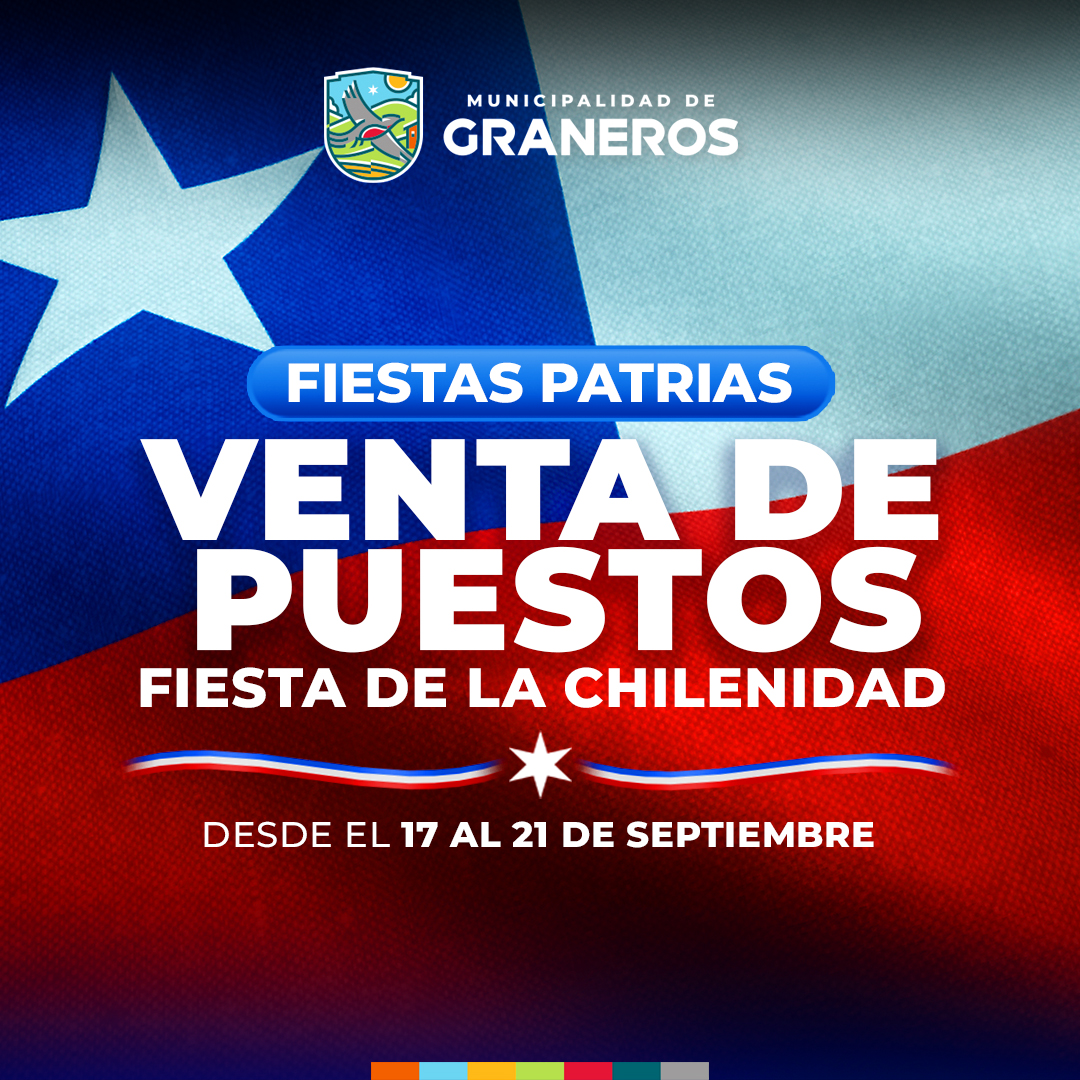 MUNICIPALIDAD DE
GRANEROS
FIESTAS PATRIAS
VENTA DE
PUESTOS
FIESTA DE LA CHILENIDAD
DESDE EL 17 AL 21 DE SEPTIEMBRE